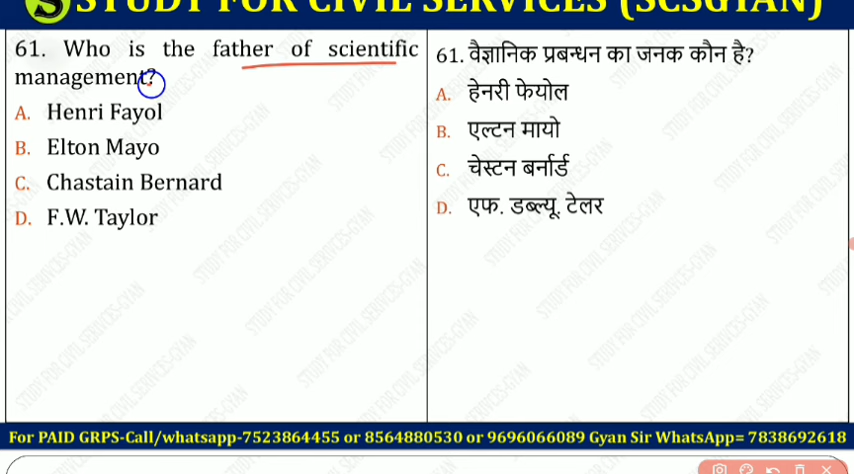 STUDY FOR CIVIL SERVICES (SCSGYAN)
61. Who is the father of scientific
management?
A. Henri Fayol
B. Elton Mayo
C. Chastain Bernard
D. F.W. Taylor
61. वैज्ञानिक प्रबन्धन का जनक कौन है?
A. हेनरी फेयोल
B. एल्टन मायो
C. चेस्टन बर्नार्ड
D. एफ. डब्ल्यू. टेलर
For PAID GRPS-Call/whatsapp-7523864455 or 8564880530 or 9696066089 Gyan Sir WhatsApp= 7838692618